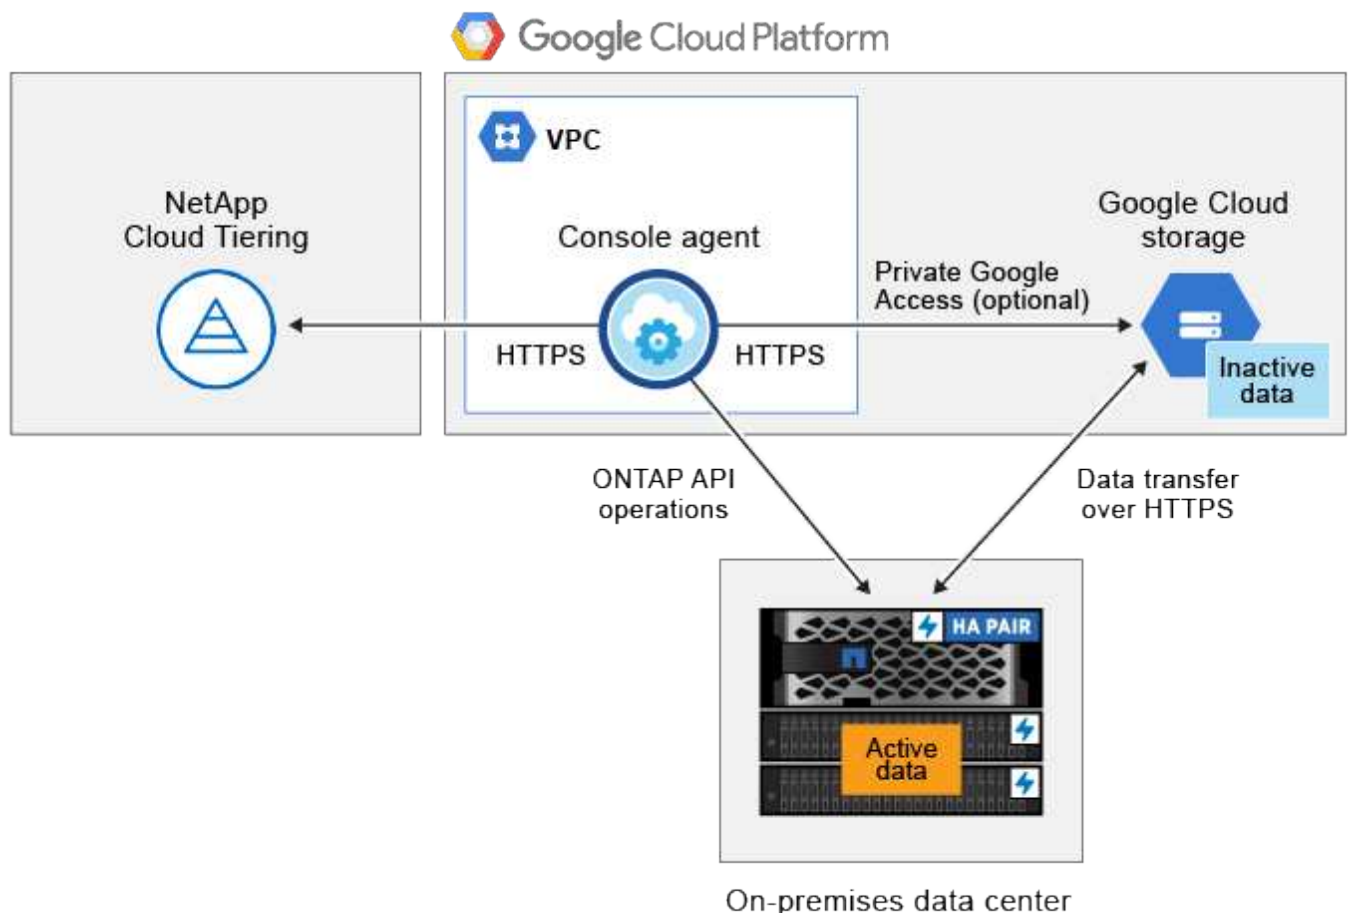 Google Cloud Platform
VPC
NetApp
Cloud Tiering
Console agent
Google Cloud
storage
Private Google
Access (optional)
HTTPS
HTTPS
Inactive
data
ONTAP API
operations
Data transfer
over HTTPS
HA PAIR
Active
data
On-premises data center